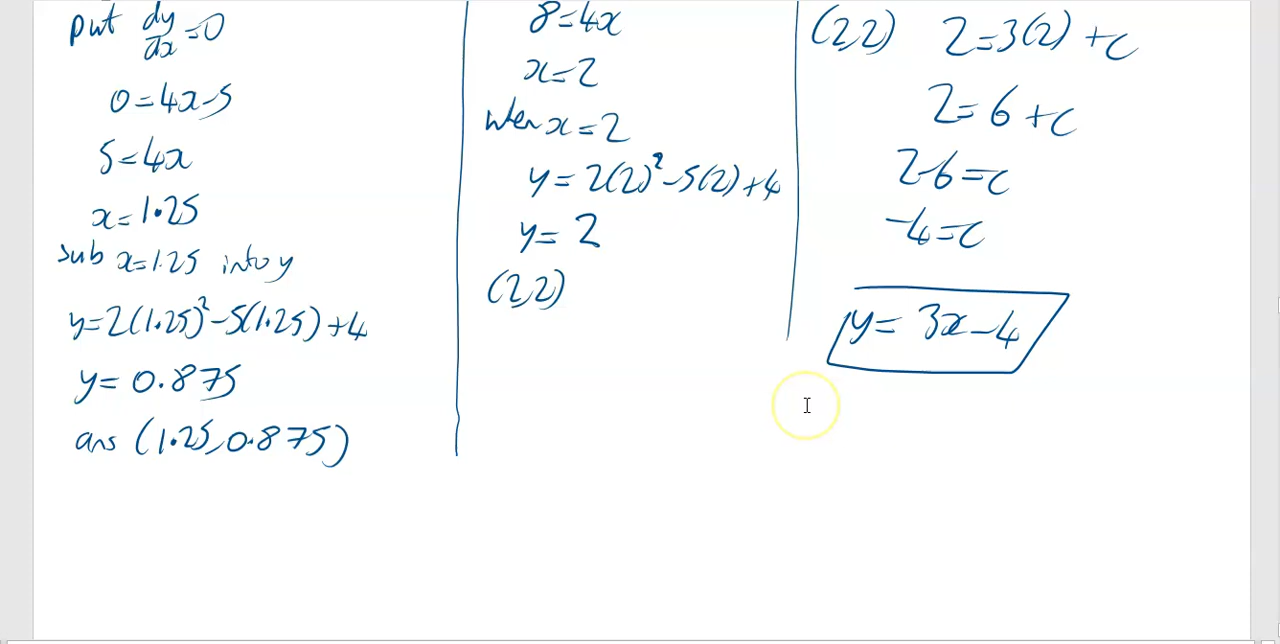 put dy/dx = 0
0 = 4x - 5
5 = 4x
x = 1.25
sub x = 1.25 into y
y = 2(1.25)² - 5(1.25) + 4
y = 0.875
ans (1.25, 0.875)
8 = 4x
x = 2
when x = 2
y = 2(2)² - 5(2) + 4
y = 2
(2,2)
(2,2) 2 = 3(2) + c
2 = 6 + c
2-6 = c
-4 = c
y = 3x - 4